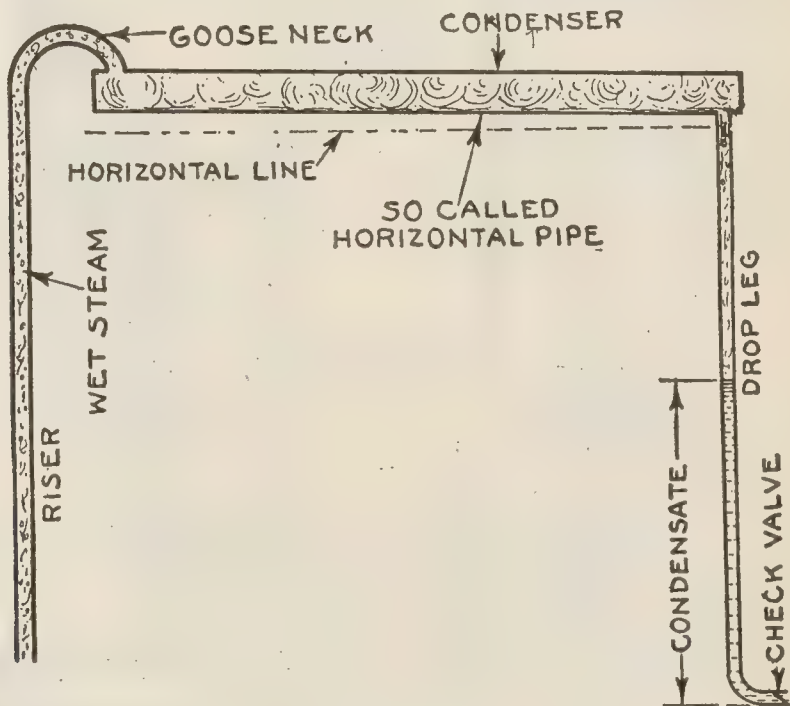 GOOSE NECK
CONDENSER
HORIZONTAL LINE
SO CALLED
HORIZONTAL PIPE
WET STEAM
RISER
DROP LEG
CONDENSATE
CHECK VALVE